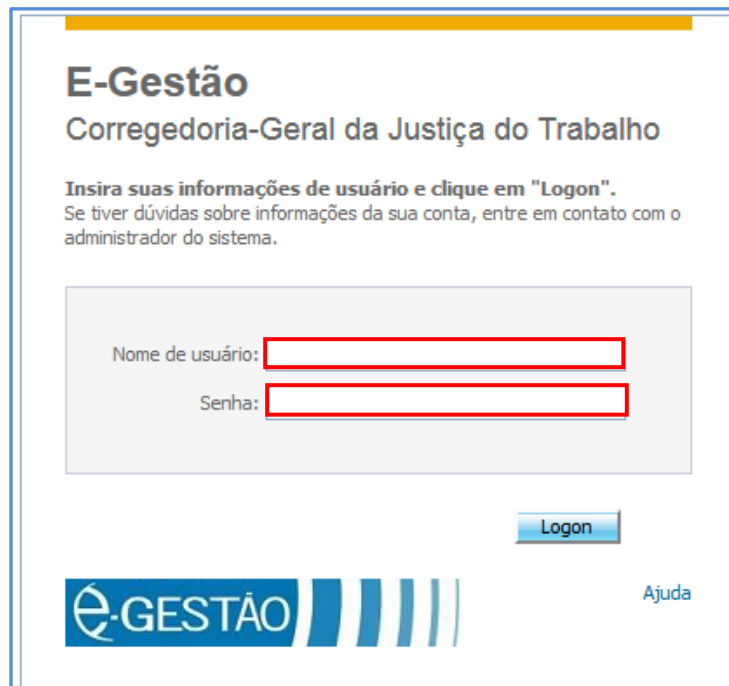 E-Gestão
Corregedoria-Geral da Justiça do Trabalho
Insira suas informações de usuário e clique em "Logon".
Se tiver dúvidas sobre informações da sua conta, entre em contato com o
administrador do sistema.
Nome de usuário:
Senha:
Logon
Ajuda
e-GESTÃO